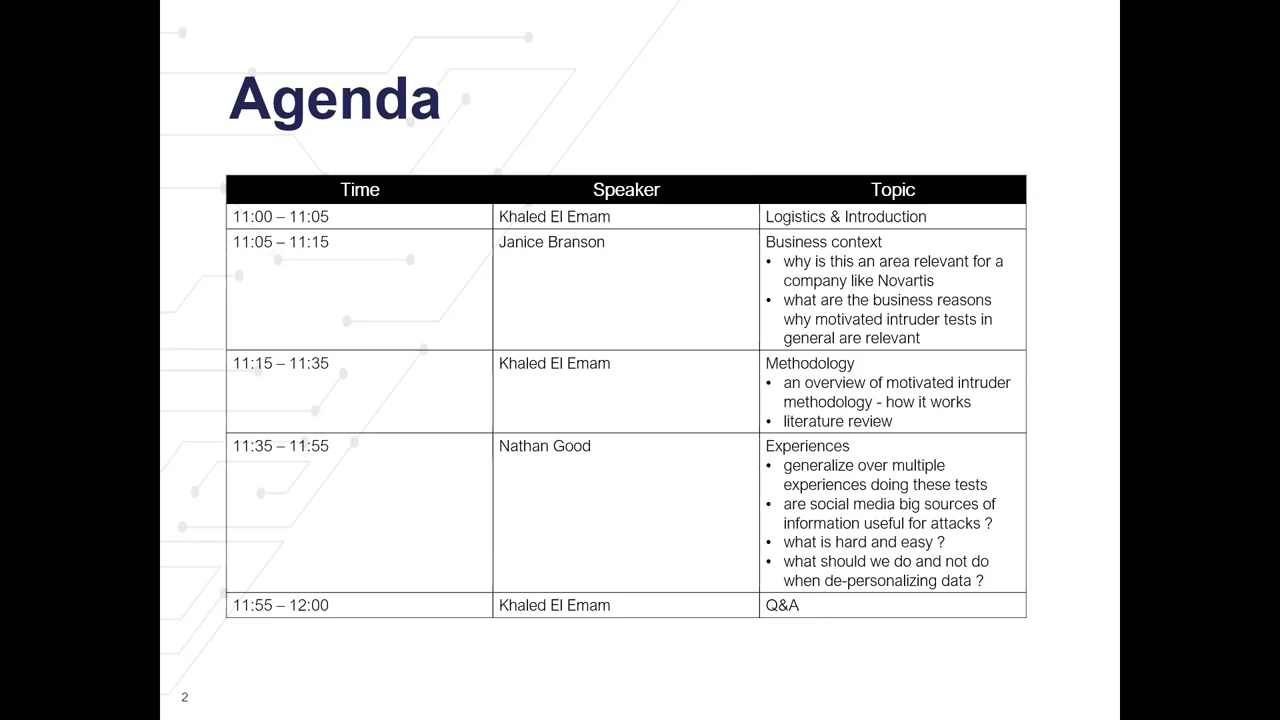 Agenda
Time Speaker Topic
11:00 – 11:05 Khaled El Emam Logistics & Introduction
11:05 – 11:15 Janice Branson Business context
• why is this an area relevant for a
company like Novartis
• what are the business reasons
why motivated intruder tests in
general are relevant
11:15 – 11:35 Khaled El Emam Methodology
• an overview of motivated intruder
methodology - how it works
• literature review
11:35 – 11:55 Nathan Good Experiences
• generalize over multiple
experiences doing these tests
• are social media big sources of
information useful for attacks ?
• what is hard and easy ?
• what should we do and not do
when de-personalizing data ?
11:55 – 12:00 Khaled El Emam Q&A
2